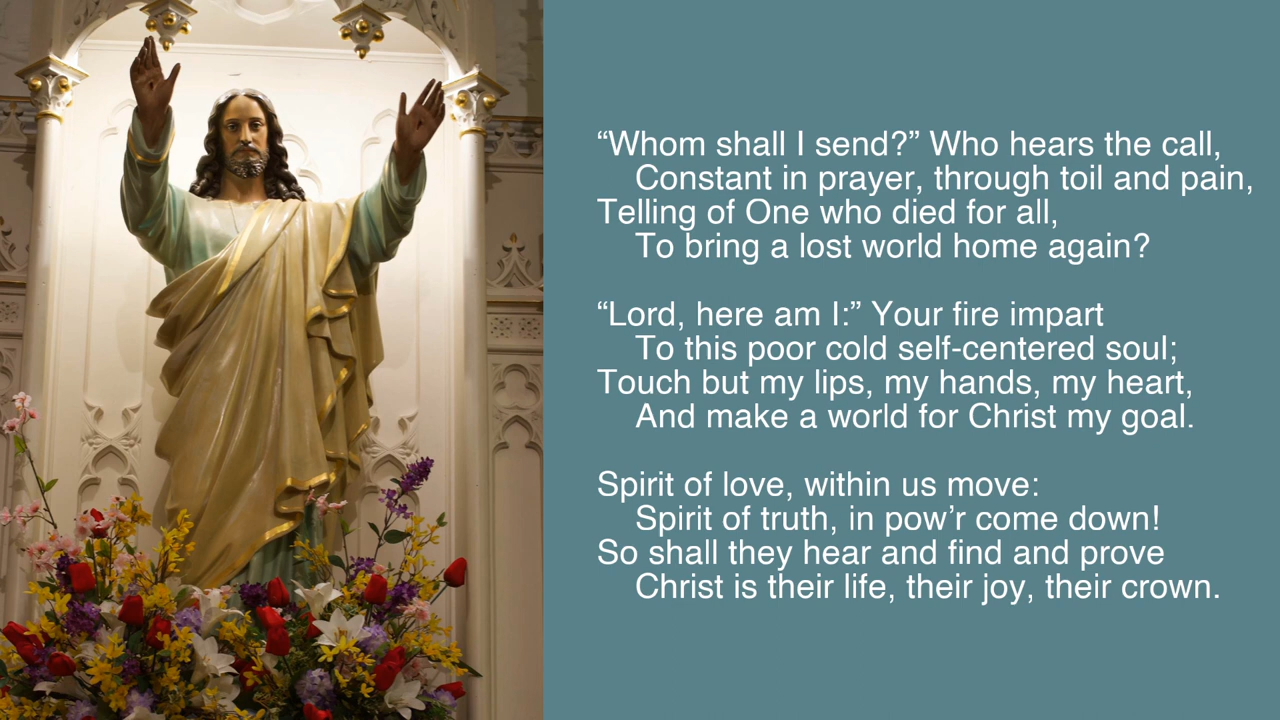 “Whom shall I send?” Who hears the call,
Constant in prayer, through toil and pain,
Telling of One who died for all,
To bring a lost world home again?
“Lord, here am I:” Your fire impart
To this poor cold self-centered soul;
Touch but my lips, my hands, my heart,
And make a world for Christ my goal.
Spirit of love, within us move:
Spirit of truth, in pow’r come down!
So shall they hear and find and prove
Christ is their life, their joy, their crown.